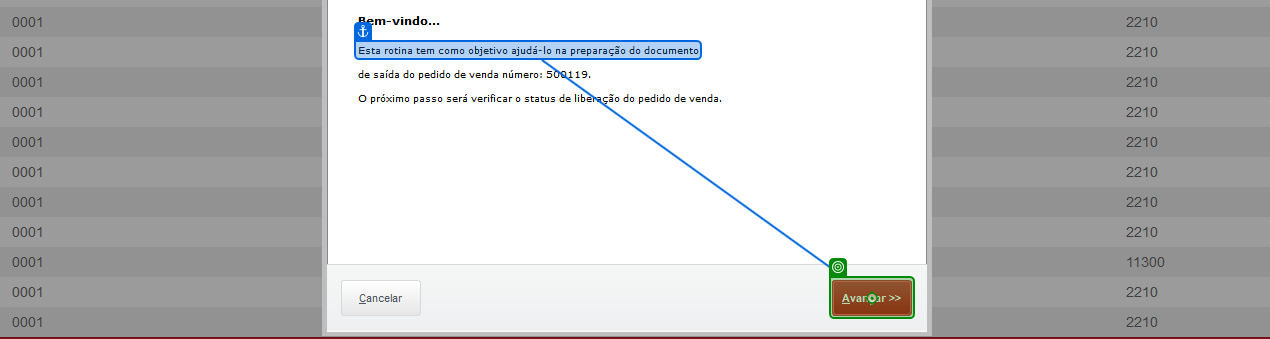 0001 Bem-vindo... 2210
0001 Esta rotina tem como objetivo ajudá-lo na preparação do documento 2210
0001 de saída do pedido de venda número: 500119. 2210
0001 O próximo passo será verificar o status de liberação do pedido de venda. 2210
0001 2210
0001 2210
0001 2210
0001 2210
0001 11300
0001 Cancelar Avançar >> 2210
0001 2210